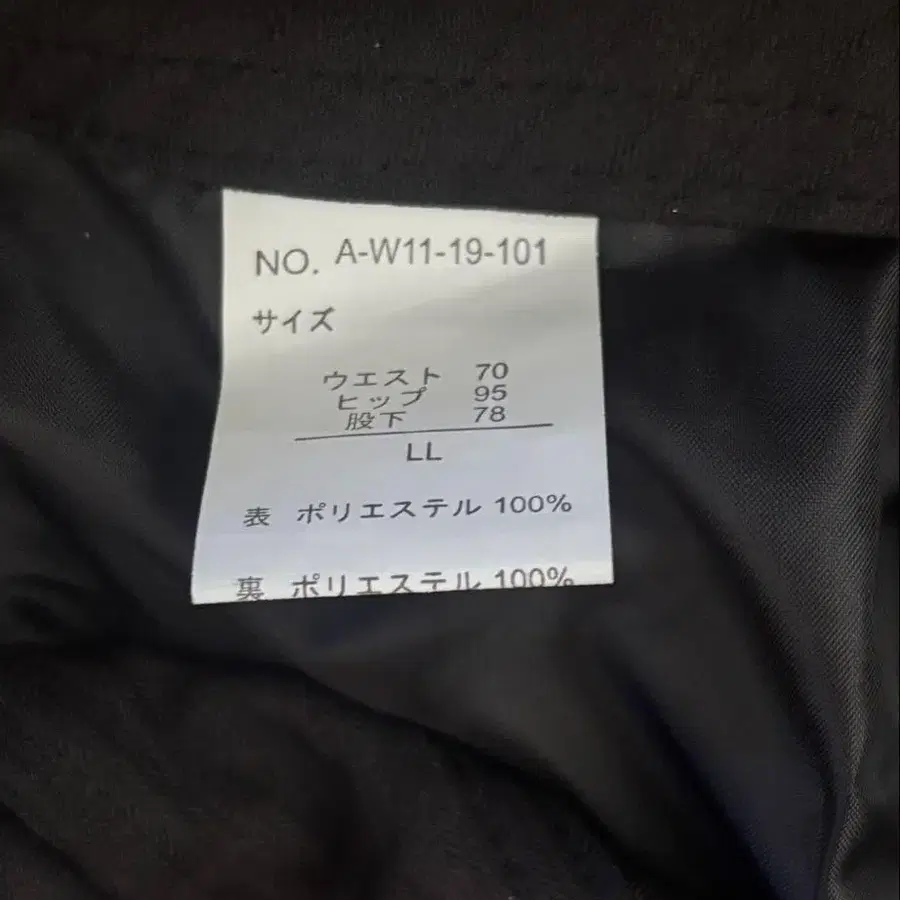 NO. A-W11-19-101
サイズ
ウエスト 70
ヒップ 95
股下 78
LL
表 ポリエステル 100%
裏 ポリエステル 100%